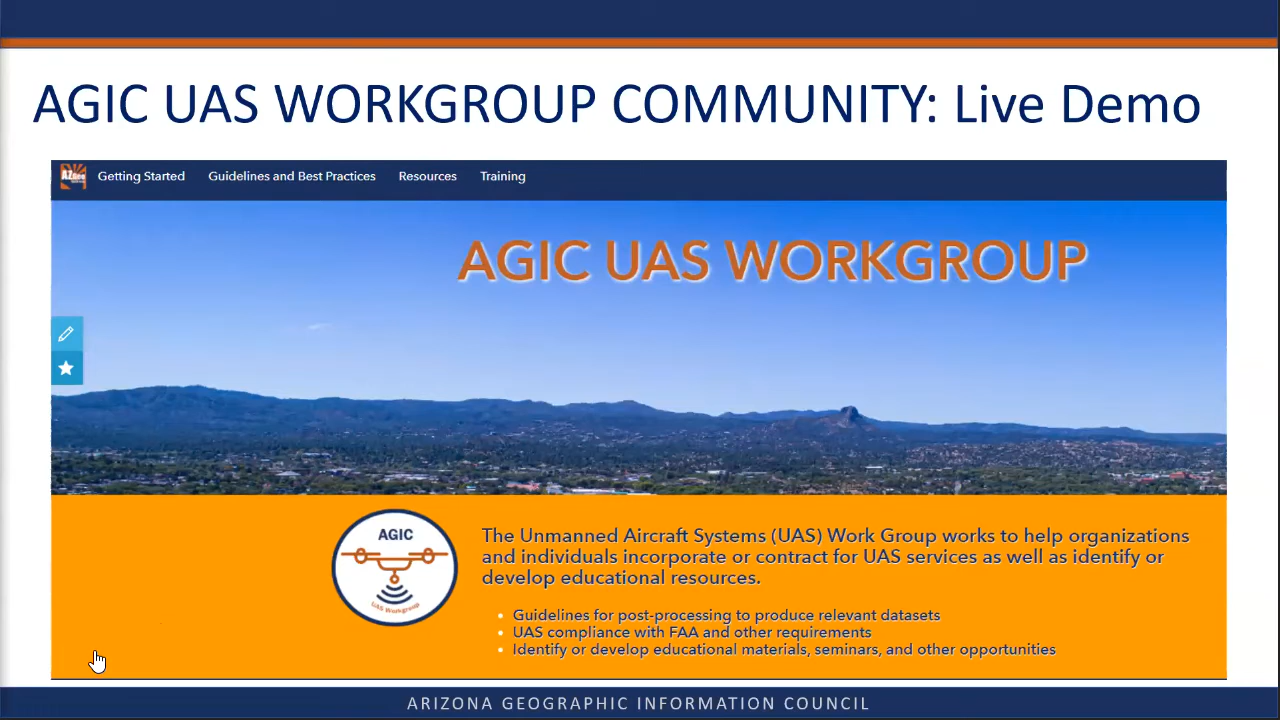 AGIC UAS WORKGROUP COMMUNITY: Live Demo
Getting Started Guidelines and Best Practices Resources Training
AGIC UAS WORKGROUP
AGIC
UAS Workgroup
The Unmanned Aircraft Systems (UAS) Work Group works to help organizations
and individuals incorporate or contract for UAS services as well as identify or
develop educational resources.
Guidelines for post-processing to produce relevant datasets
UAS compliance with FAA and other requirements
Identify or develop educational materials, seminars, and other opportunities
ARIZONA GEOGRAPHIC INFORMATION COUNCIL